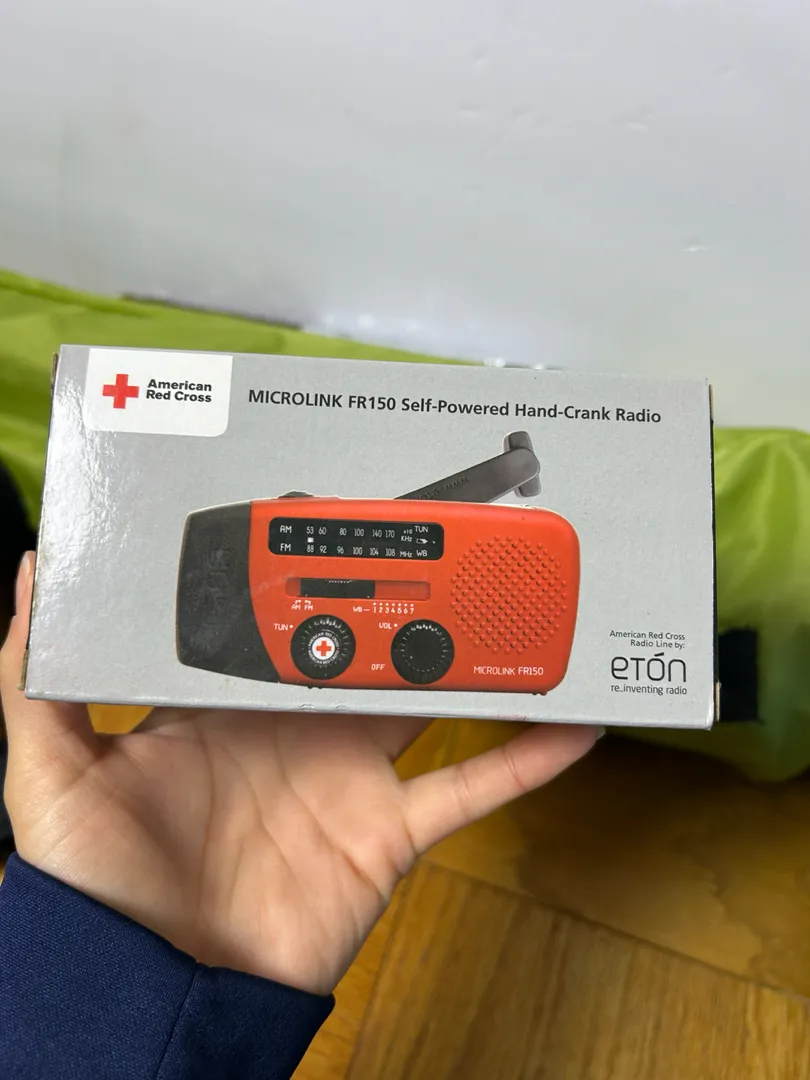 American
Red Cross
MICROLINK FR150 Self-Powered Hand-Crank Radio
AM 53 60 80 100 140 170 x10 KHz TUN
FM 88 92 96 100 104 108 MHz WB
AM FM WB— 1 2 3 4 5 6 7
TUN VOL
OFF
MICROLINK FR150
American Red Cross
Radio Line by:
etón
re_inventing radio